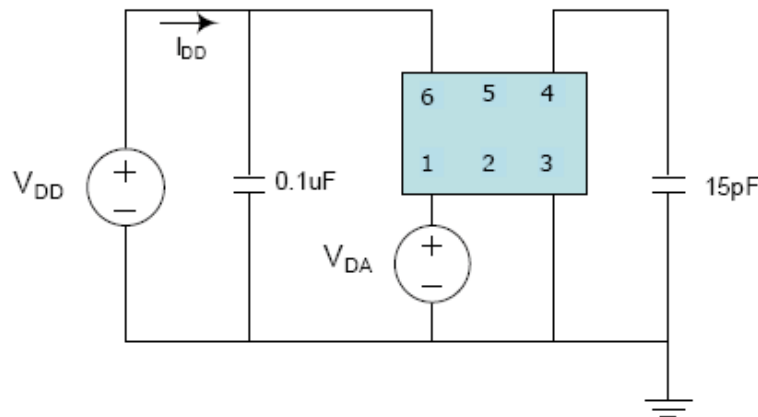 I_DD
6 5 4
1 2 3
V_DD
+
−
0.1uF
15pF
V_DA
+
−